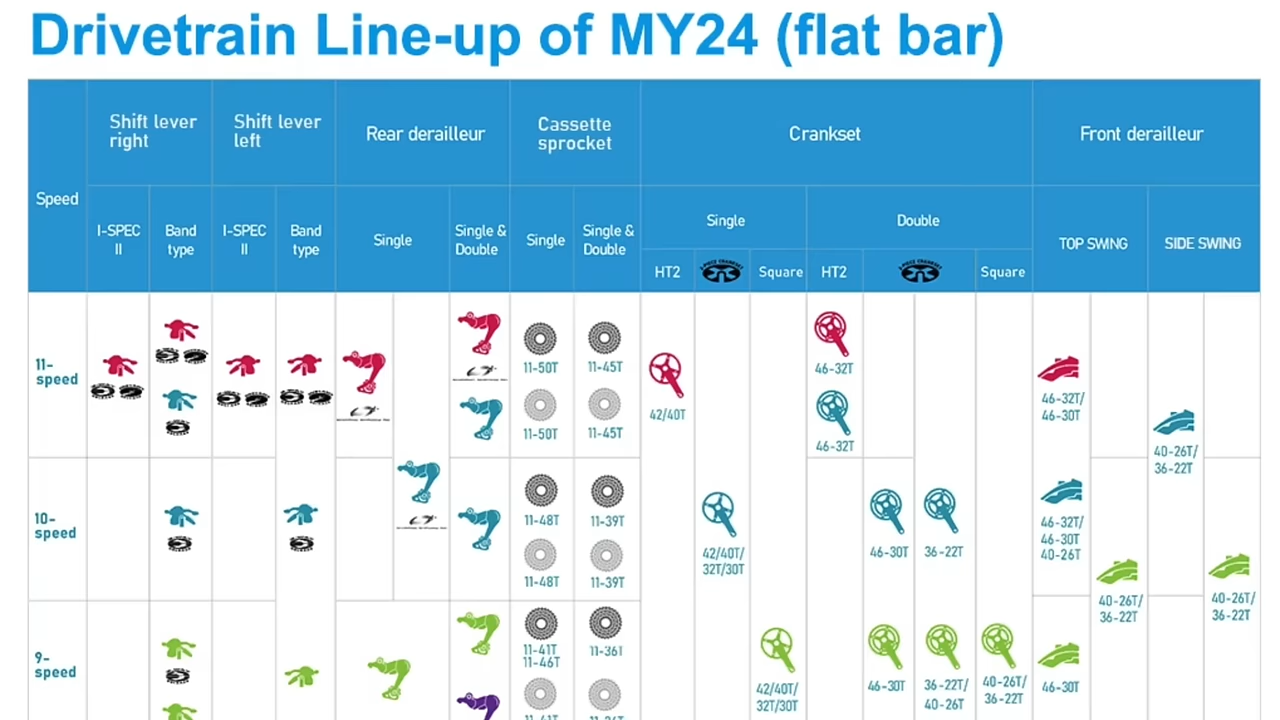 Drivetrain Line-up of MY24 (flat bar)
Speed
Shift lever
right
Shift lever
left
Rear derailleur
Cassette
sprocket
Crankset
Front derailleur
I-SPEC
II
Band
type
I-SPEC
II
Band
type
Single
Single &
Double
Single
Single &
Double
Single
Double
TOP SWING
SIDE SWING
HT2
Square
HT2
Square
11-
speed
11-50T
11-45T
11-50T
11-45T
42/40T
46-32T
46-32T
46-32T/
46-30T
40-26T/
36-22T
10-
speed
11-48T
11-39T
11-48T
11-39T
42/40T/
32T/30T
46-30T
36-22T
46-32T/
46-30T
40-26T
40-26T/
36-22T
40-26T/
36-22T
9-
speed
11-41T
11-46T
11-36T
42/40T/
32T/30T
46-30T
36-22T/
40-26T
40-26T/
36-22T
46-30T